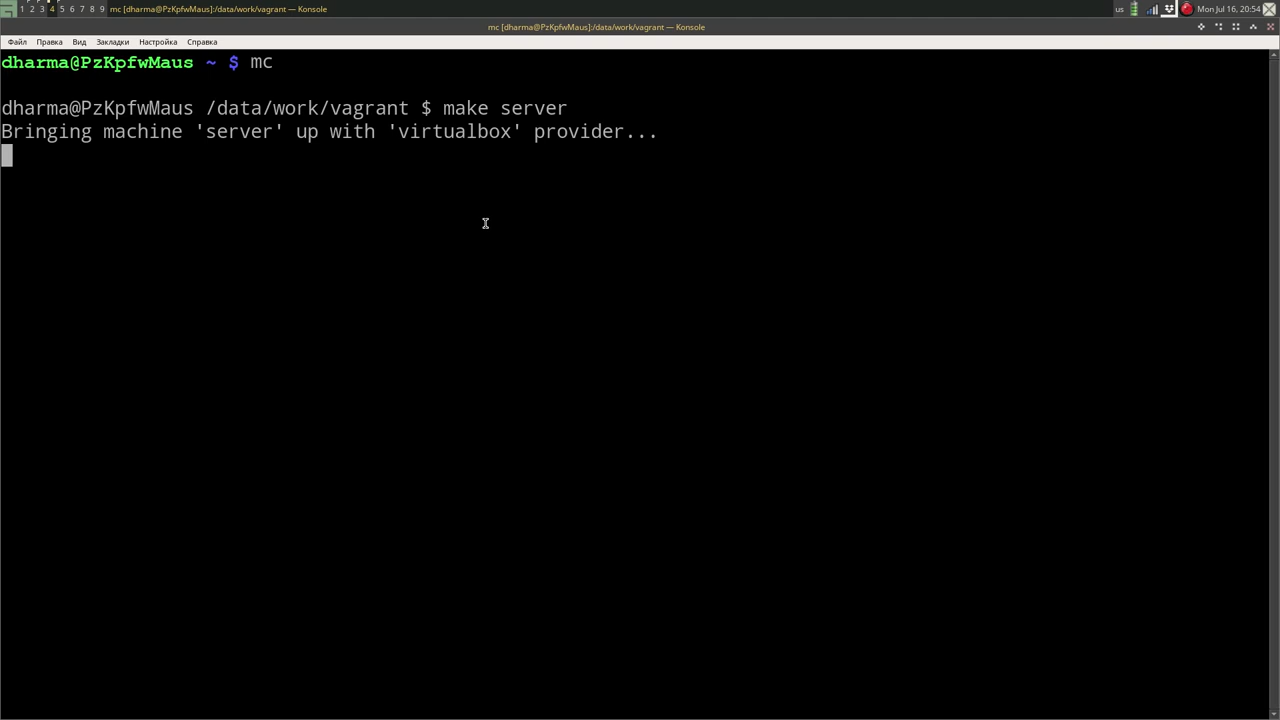 1 2 3 4 5 6 7 8 9 mc [dharma@PzKpfwMaus]:/data/work/vagrant — Konsole us Mon Jul 16, 20:54
mc [dharma@PzKpfwMaus]:/data/work/vagrant — Konsole
Файл Правка Вид Закладки Настройка Справка
dharma@PzKpfwMaus ~ $ mc
dharma@PzKpfwMaus /data/work/vagrant $ make server
Bringing machine 'server' up with 'virtualbox' provider...